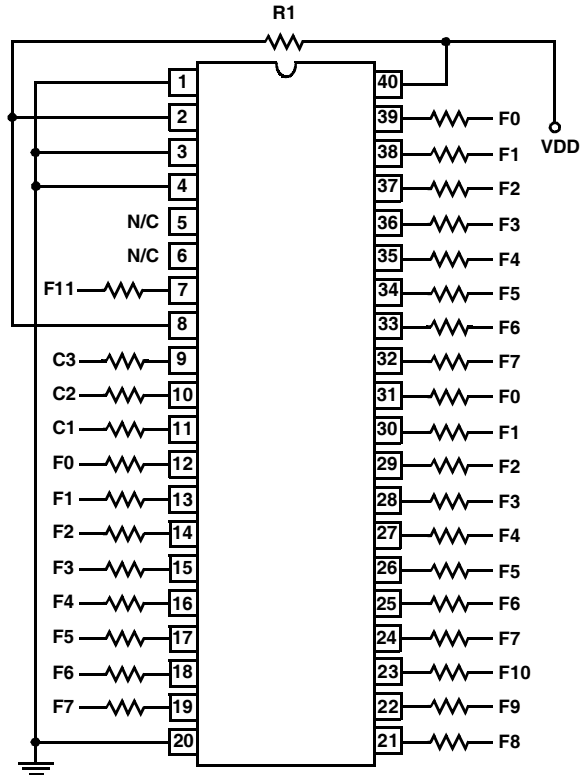 R1
1 40
2 39 F0
VDD
3 38 F1
4 37 F2
N/C 5 36 F3
N/C 6 35 F4
F11 7 34 F5
8 33 F6
C3 9 32 F7
C2 10 31 F0
C1 11 30 F1
F0 12 29 F2
F1 13 28 F3
F2 14 27 F4
F3 15 26 F5
F4 16 25 F6
F5 17 24 F7
F6 18 23 F10
F7 19 22 F9
20 21 F8